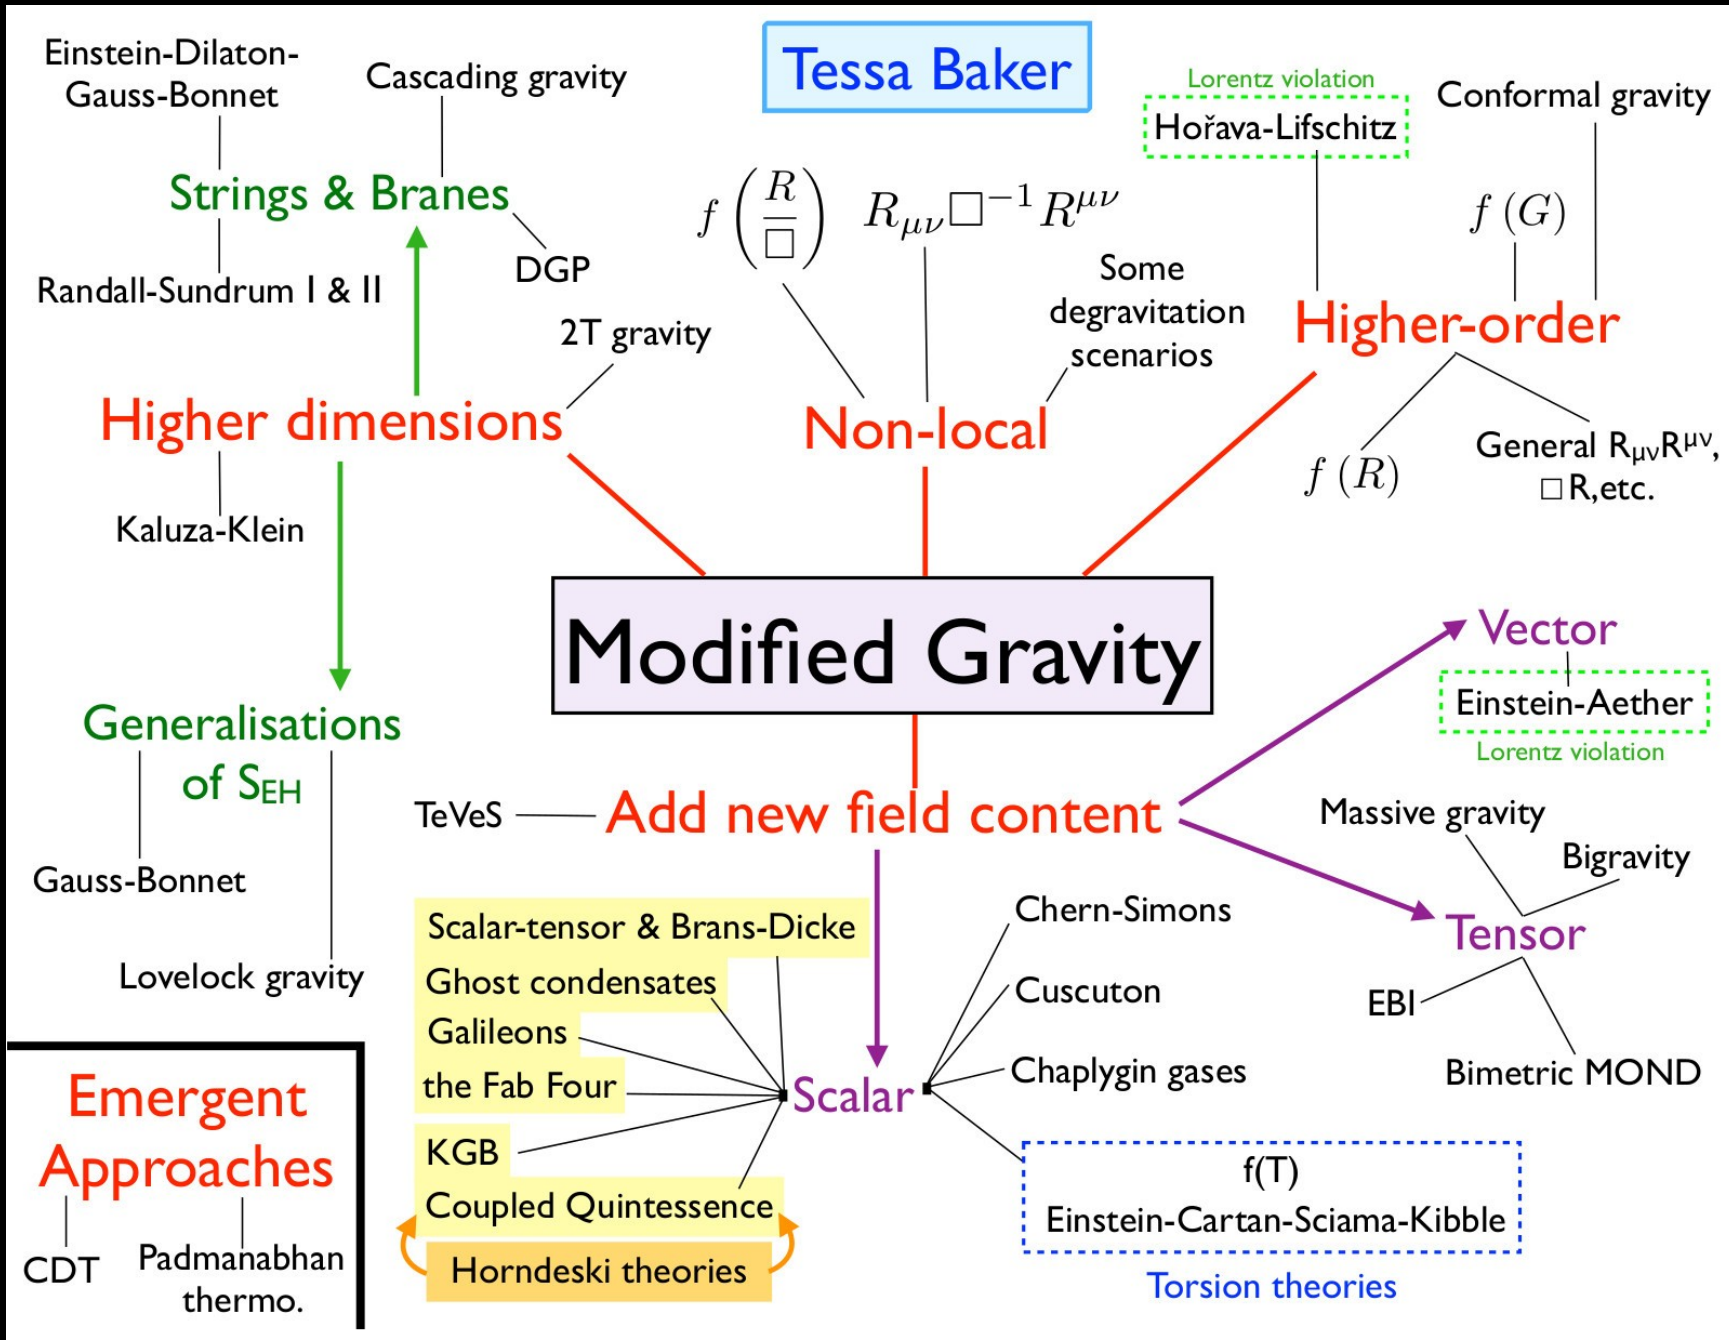 Tessa Baker
Einstein-Dilaton-
Gauss-Bonnet
Cascading gravity
Strings & Branes
Randall-Sundrum I & II
DGP
2T gravity
Higher dimensions
Kaluza-Klein
Generalisations
of S_EH
Gauss-Bonnet
Lovelock gravity
f (R/□)
R_μν □⁻¹ R^μν
Some
degravitation
scenarios
Non-local
Lorentz violation
Hořava-Lifschitz
Conformal gravity
f (G)
Higher-order
f (R)
General R_μνR^μν,
□R,etc.
Modified Gravity
Add new field content
TeVeS
Vector
Einstein-Aether
Lorentz violation
Massive gravity
Bigravity
Tensor
EBI
Bimetric MOND
Scalar-tensor & Brans-Dicke
Ghost condensates
Galileons
the Fab Four
KGB
Coupled Quintessence
Horndeski theories
Scalar
Chern-Simons
Cuscuton
Chaplygin gases
f(T)
Einstein-Cartan-Sciama-Kibble
Torsion theories
Emergent
Approaches
CDT
Padmanabhan
thermo.